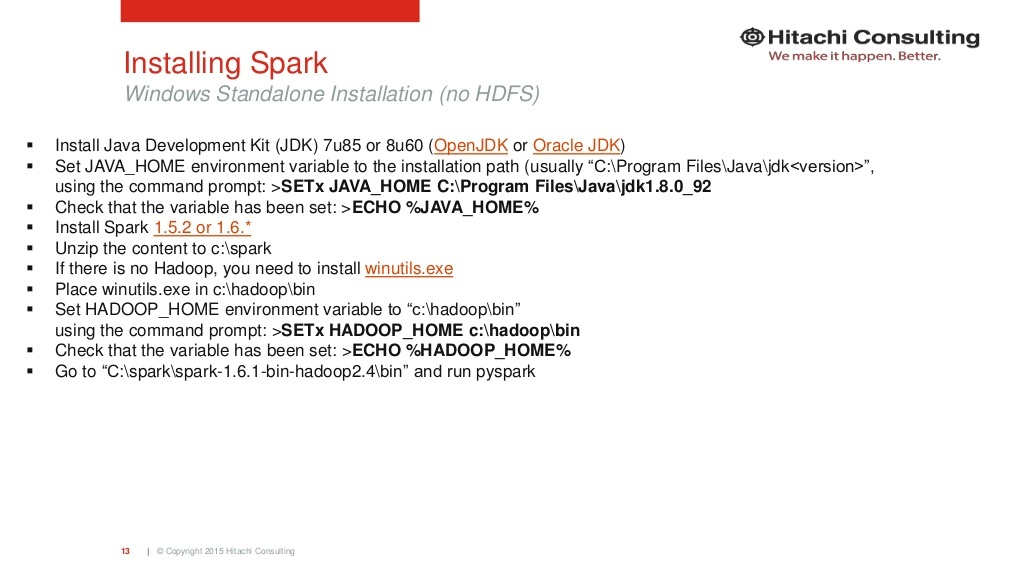 Hitachi Consulting
We make it happen. Better.
Installing Spark
Windows Standalone Installation (no HDFS)
▪ Install Java Development Kit (JDK) 7u85 or 8u60 (OpenJDK or Oracle JDK)
▪ Set JAVA_HOME environment variable to the installation path (usually “C:\Program Files\Java\jdk<version>”,
using the command prompt: >SETx JAVA_HOME C:\Program Files\Java\jdk1.8.0_92
▪ Check that the variable has been set: >ECHO %JAVA_HOME%
▪ Install Spark 1.5.2 or 1.6.*
▪ Unzip the content to c:\spark
▪ If there is no Hadoop, you need to install winutils.exe
▪ Place winutils.exe in c:\hadoop\bin
▪ Set HADOOP_HOME environment variable to “c:\hadoop\bin”
using the command prompt: >SETx HADOOP_HOME c:\hadoop\bin
▪ Check that the variable has been set: >ECHO %HADOOP_HOME%
▪ Go to “C:\spark\spark-1.6.1-bin-hadoop2.4\bin” and run pyspark
13 | © Copyright 2015 Hitachi Consulting